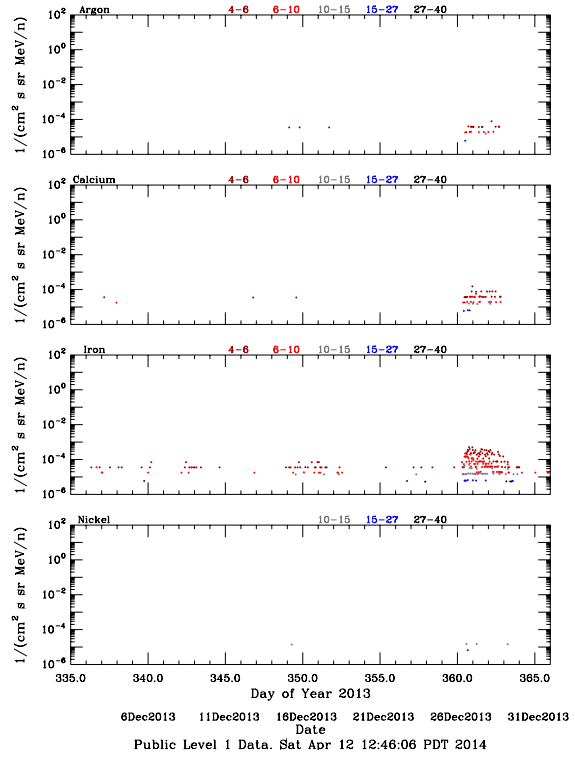 Argon 4-6 6-10 10-15 15-27 27-40
10² 10⁰ 10⁻² 10⁻⁴ 10⁻⁶
1/(cm² s sr MeV/n)
Calcium 4-6 6-10 10-15 15-27 27-40
10² 10⁰ 10⁻² 10⁻⁴ 10⁻⁶
1/(cm² s sr MeV/n)
Iron 4-6 6-10 10-15 15-27 27-40
10² 10⁰ 10⁻² 10⁻⁴ 10⁻⁶
1/(cm² s sr MeV/n)
Nickel 10-15 15-27 27-40
10² 10⁰ 10⁻² 10⁻⁴ 10⁻⁶
1/(cm² s sr MeV/n)
335.0 340.0 345.0 350.0 355.0 360.0 365.0
Day of Year 2013
6Dec2013 11Dec2013 16Dec2013 21Dec2013 26Dec2013 31Dec2013
Date
Public Level 1 Data. Sat Apr 12 12:46:06 PDT 2014